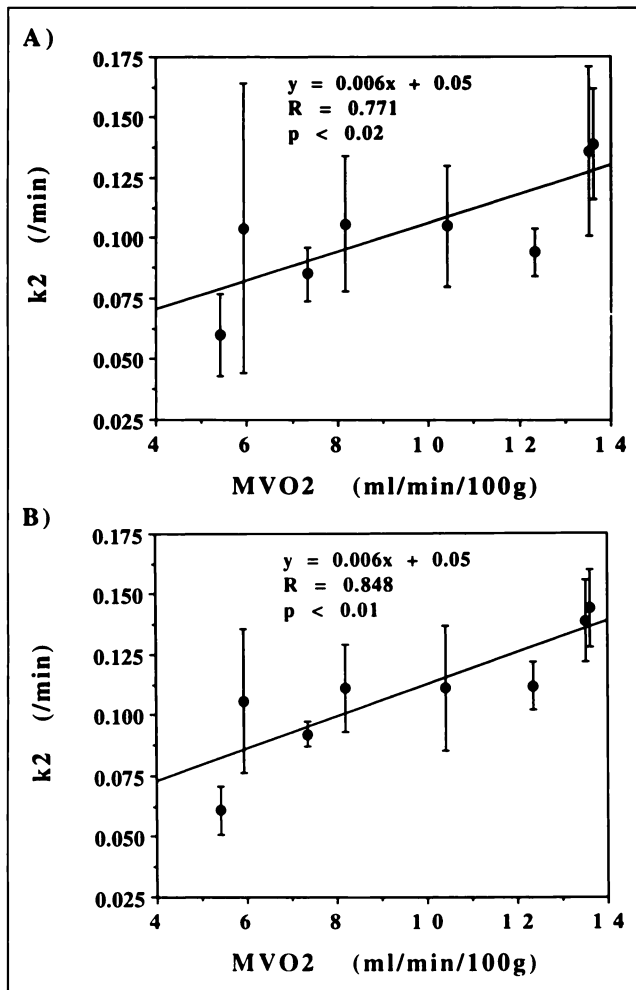 A)
0.175
0.150
0.125
0.100
0.075
0.050
0.025
k2 (/min)
y = 0.006x + 0.05
R = 0.771
p < 0.02
4 6 8 10 12 14
MVO2 (ml/min/100g)
B)
0.175
0.150
0.125
0.100
0.075
0.050
0.025
k2 (/min)
y = 0.006x + 0.05
R = 0.848
p < 0.01
4 6 8 10 12 14
MVO2 (ml/min/100g)